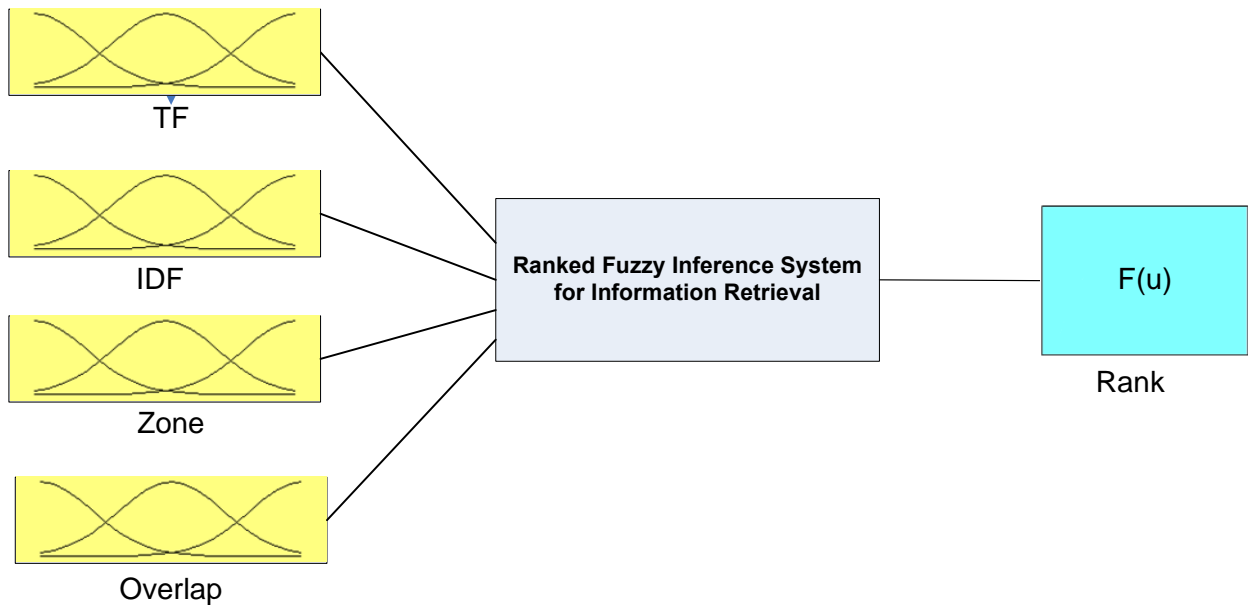 TF
IDF
Zone
Overlap
Ranked Fuzzy Inference System
for Information Retrieval
F(u)
Rank